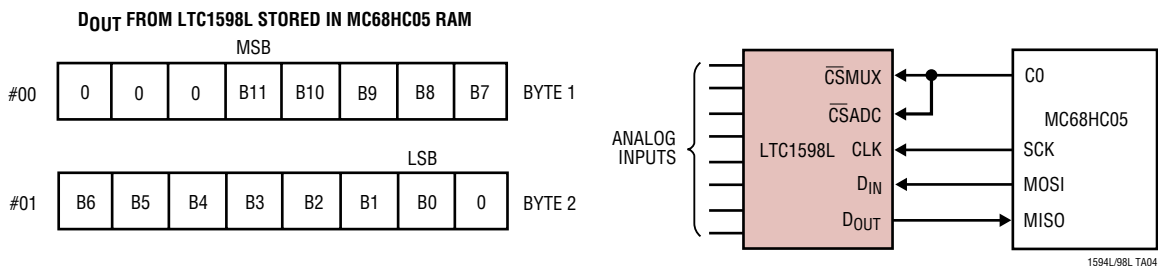 DOUT FROM LTC1598L STORED IN MC68HC05 RAM
MSB
#00 0 0 0 B11 B10 B9 B8 B7 BYTE 1
LSB
#01 B6 B5 B4 B3 B2 B1 B0 0 BYTE 2
ANALOG
INPUTS
LTC1598L
C̅S̅MUX
C̅S̅ADC
CLK
DIN
DOUT
C0
MC68HC05
SCK
MOSI
MISO
1594L/98L TA04